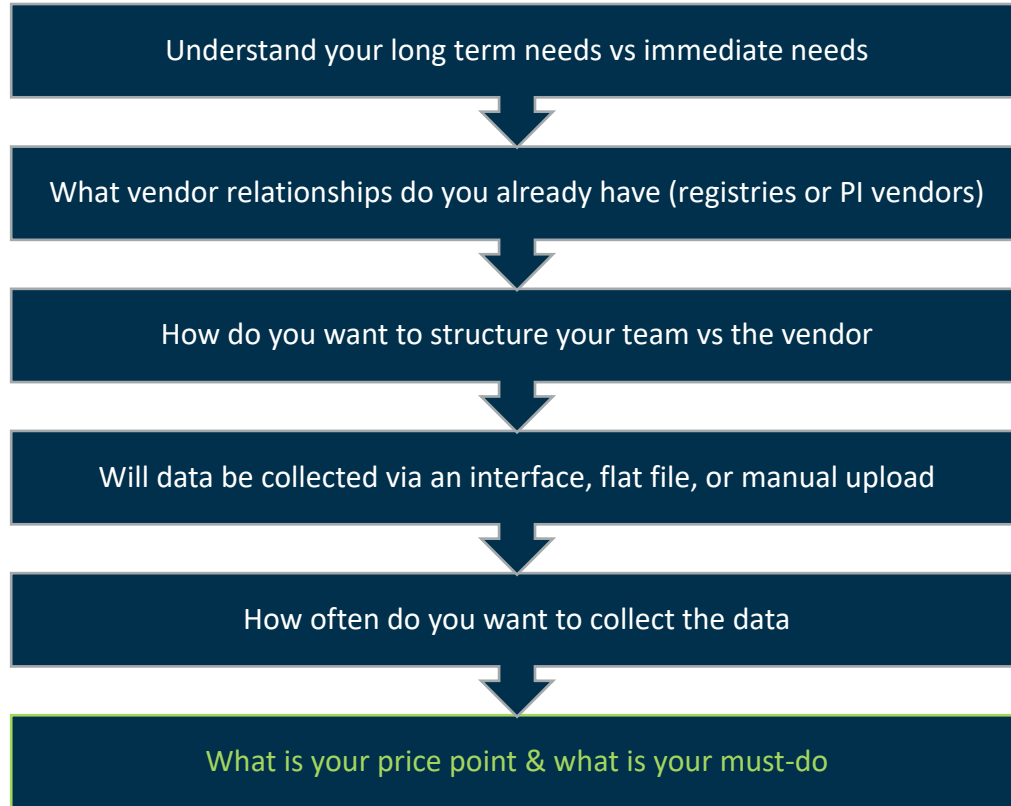 Understand your long term needs vs immediate needs
What vendor relationships do you already have (registries or PI vendors)
How do you want to structure your team vs the vendor
Will data be collected via an interface, flat file, or manual upload
How often do you want to collect the data
What is your price point & what is your must-do